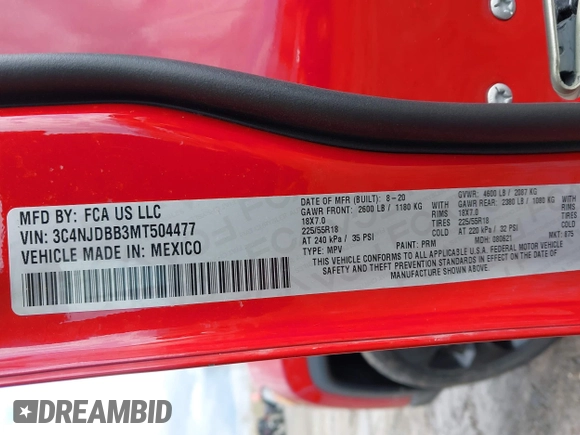 MFD BY: FCA US LLC
VIN: 3C4NJDBB3MT504477
VEHICLE MADE IN: MEXICO
DATE OF MFR (BUILT): 8-20
GAWR FRONT: 2600 LB / 1180 KG WITH
18X7.0 RIMS
225/55R18 TIRES
AT 240 kPa / 35 PSI
TYPE: MPV PAINT: PRM
GVWR: 4600 LB / 2087 KG
GAWR REAR: 2380 LB / 1080 KG WITH
18X7.0 RIMS
225/55R18 TIRES
AT 220 kPa / 32 PSI COLD
MDH: 080621 MKT: 875
THIS VEHICLE CONFORMS TO ALL APPLICABLE U.S.A. FEDERAL MOTOR VEHICLE
SAFETY AND THEFT PREVENTION STANDARDS IN EFFECT ON THE DATE OF
MANUFACTURE SHOWN ABOVE.
DREAMBID